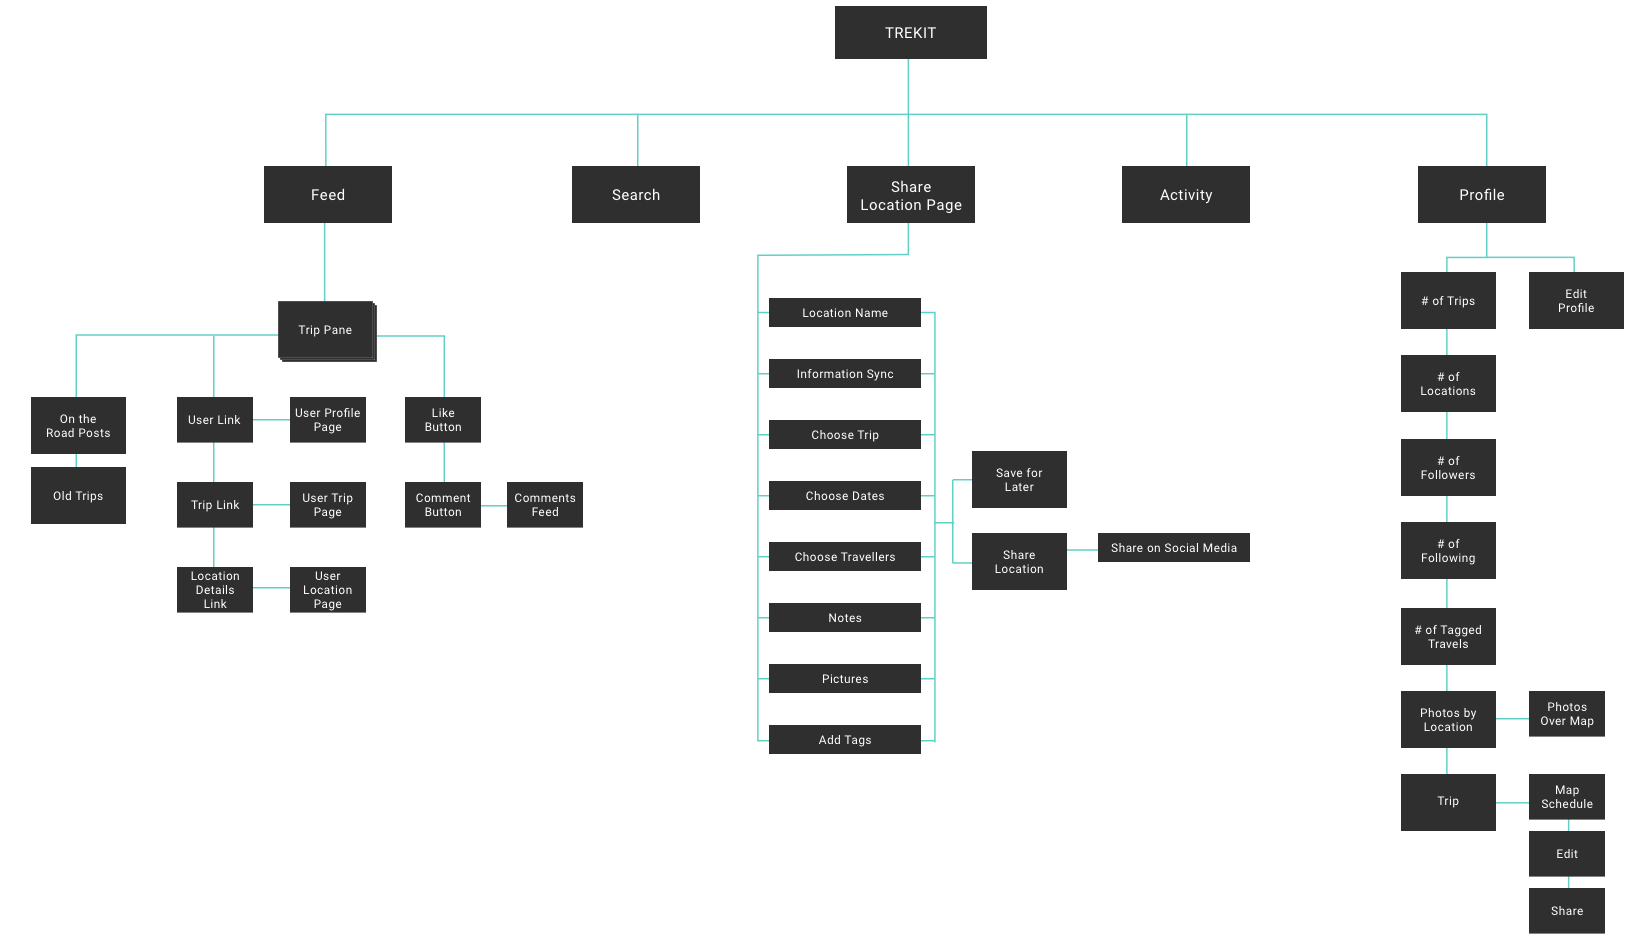 TREKIT
Feed
Search
Share
Location Page
Activity
Profile
Trip Pane
On the
Road Posts
Old Trips
User Link
User Profile
Page
Trip Link
User Trip
Page
Location
Details
Link
User
Location
Page
Like
Button
Comment
Button
Comments
Feed
Location Name
Information Sync
Choose Trip
Choose Dates
Choose Travellers
Notes
Pictures
Add Tags
Save for
Later
Share
Location
Share on Social Media
# of Trips
Edit
Profile
# of
Locations
# of
Followers
# of
Following
# of Tagged
Travels
Photos by
Location
Photos
Over Map
Trip
Map
Schedule
Edit
Share